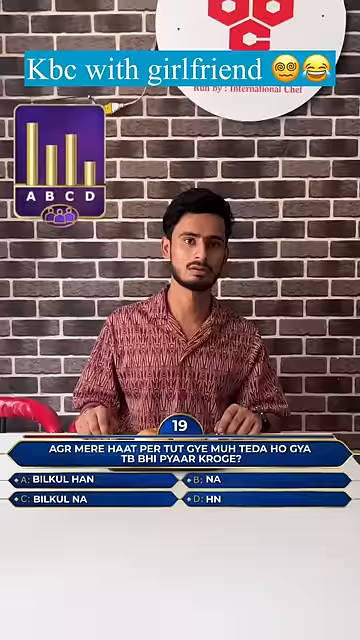 Kbc with girlfriend 😵‍💫😂
Run by : International Chef
A B C D
19
AGR MERE HAAT PER TUT GYE MUH TEDA HO GYA
TB BHI PYAAR KROGE?
A: BILKUL HAN
B: NA
C: BILKUL NA
D: HN